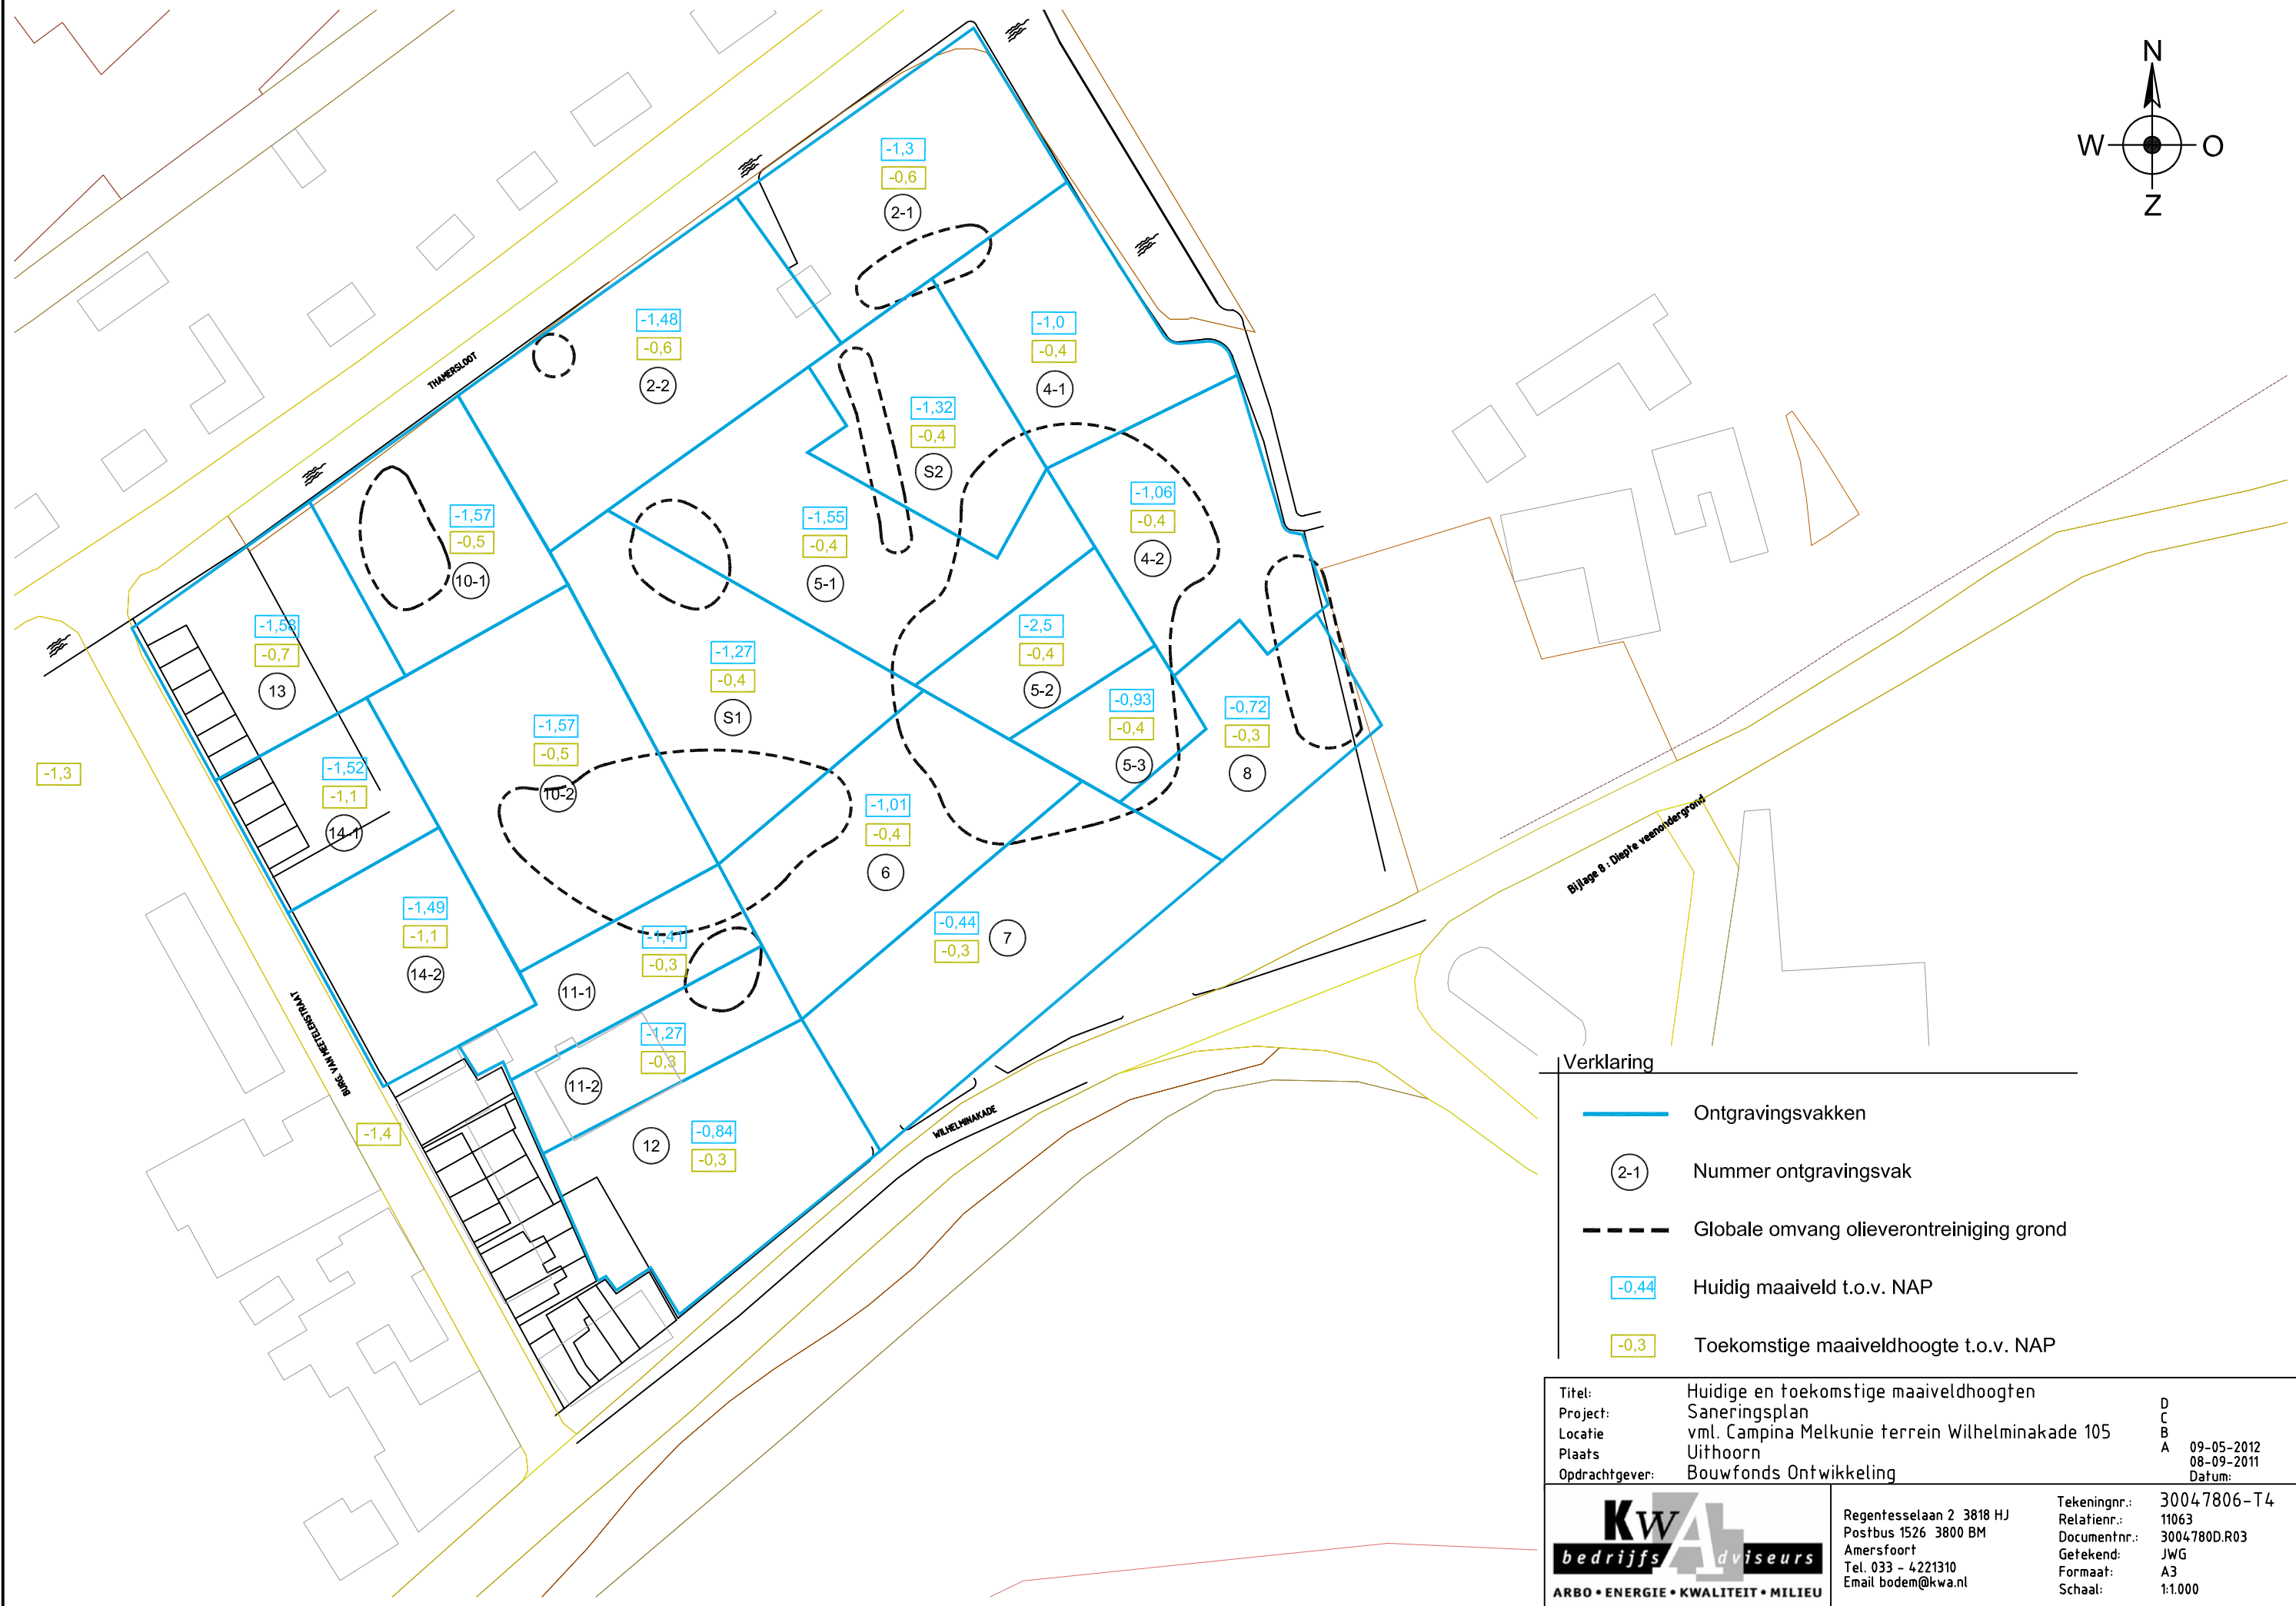 N
W
O
Z
-1,3
-0,6
2-1
-1,48
-0,6
2-2
-1,0
-0,4
4-1
THAMERSLOOT
-1,32
-0,4
S2
-1,57
-0,5
10-1
-1,55
-0,4
5-1
-1,06
-0,4
4-2
-1,58
-0,7
13
-1,27
-0,4
S1
-2,5
-0,4
5-2
-0,93
-0,4
5-3
-0,72
-0,3
8
-1,3
-1,52
-1,1
14-1
-1,57
-0,5
10-2
-1,01
-0,4
6
Bijlage 8 : Diepte veenondergrond
-1,49
-1,1
14-2
-1,41
-0,3
11-1
-0,44
-0,3
7
BURG. VAN MEETELENSTRAAT
-1,27
-0,3
11-2
-1,4
12
-0,84
-0,3
WILHELMINAKADE
Verklaring
Ontgravingsvakken
2-1 Nummer ontgravingsvak
Globale omvang olieverontreiniging grond
-0,44 Huidig maaiveld t.o.v. NAP
-0,3 Toekomstige maaiveldhoogte t.o.v. NAP
Titel: Huidige en toekomstige maaiveldhoogten
Project: Saneringsplan
Locatie vml. Campina Melkunie terrein Wilhelminakade 105
Plaats Uithoorn
Opdrachtgever: Bouwfonds Ontwikkeling
D
C
B
A 09-05-2012
08-09-2011
Datum:
KWA
bedrijfsAdviseurs
ARBO • ENERGIE • KWALITEIT • MILIEU
Regentesselaan 2 3818 HJ
Postbus 1526 3800 BM
Amersfoort
Tel. 033 - 4221310
Email bodem@kwa.nl
Tekeningnr.: 30047806-T4
Relatienr.: 11063
Documentnr.: 3004780D.R03
Getekend: JWG
Formaat: A3
Schaal: 1:1.000